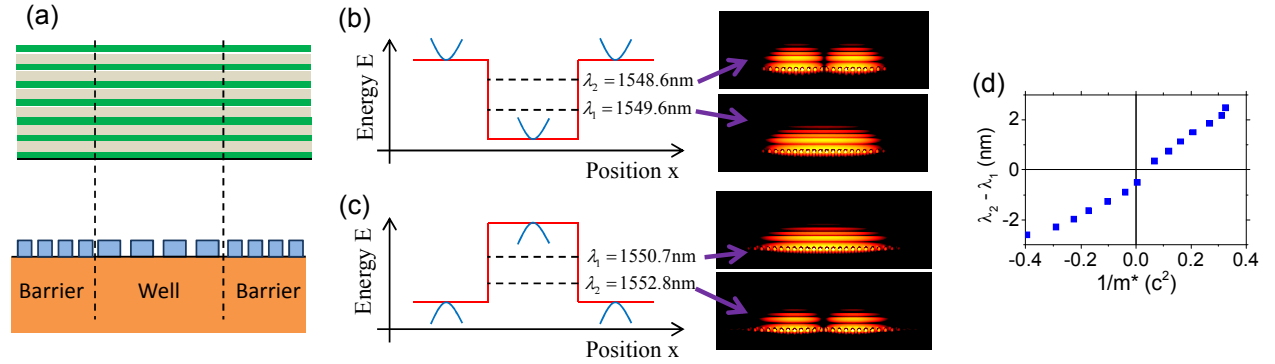 (a)
Barrier
Well
Barrier
(b)
Energy E
λ₂ = 1548.6nm
λ₁ = 1549.6nm
Position x
(c)
Energy E
λ₁ = 1550.7nm
λ₂ = 1552.8nm
Position x
(d)
λ₂ - λ₁ (nm)
2
0
-2
-0.4 -0.2 0.0 0.2 0.4
1/m* (c²)